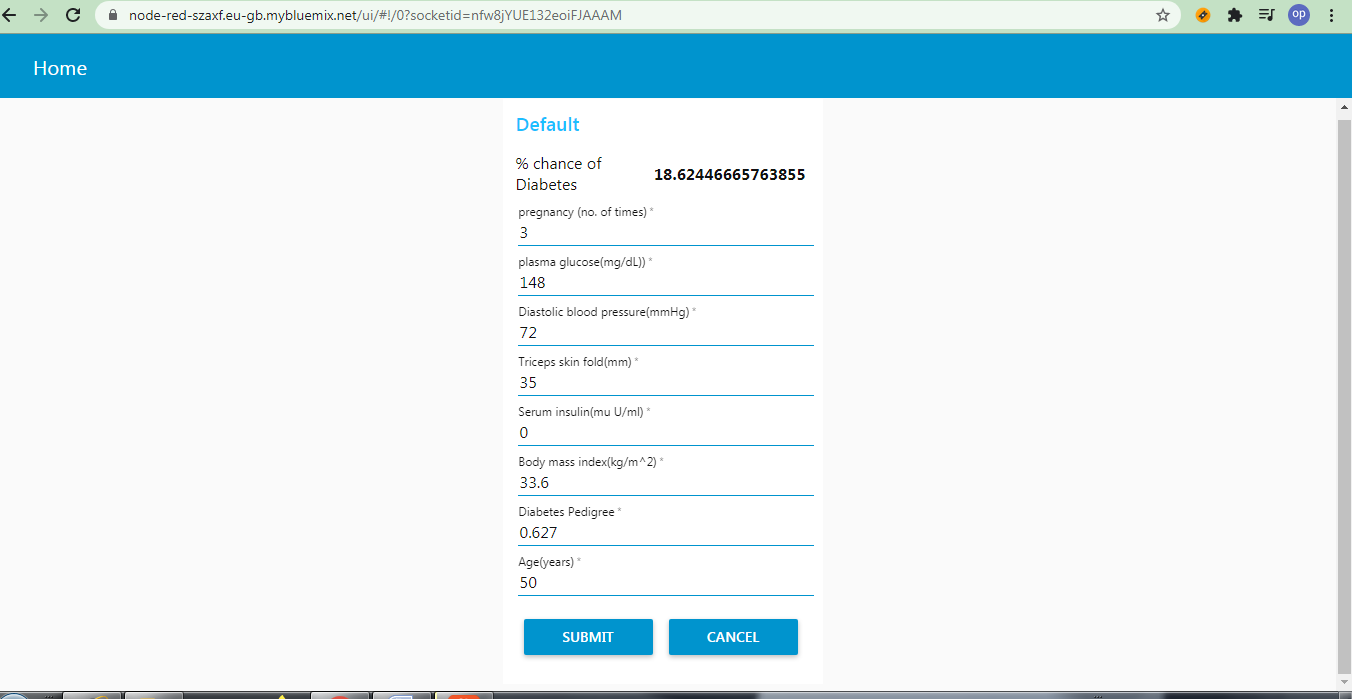 node-red-szaxf.eu-gb.mybluemix.net/ui/#!/0?socketid=nfw8jYUE132eoiFJAAAM
op
Home
Default
% chance of
Diabetes
18.62446665763855
pregnancy (no. of times) *
3
plasma glucose(mg/dL)) *
148
Diastolic blood pressure(mmHg) *
72
Triceps skin fold(mm) *
35
Serum insulin(mu U/ml) *
0
Body mass index(kg/m^2) *
33.6
Diabetes Pedigree *
0.627
Age(years) *
50
SUBMIT CANCEL